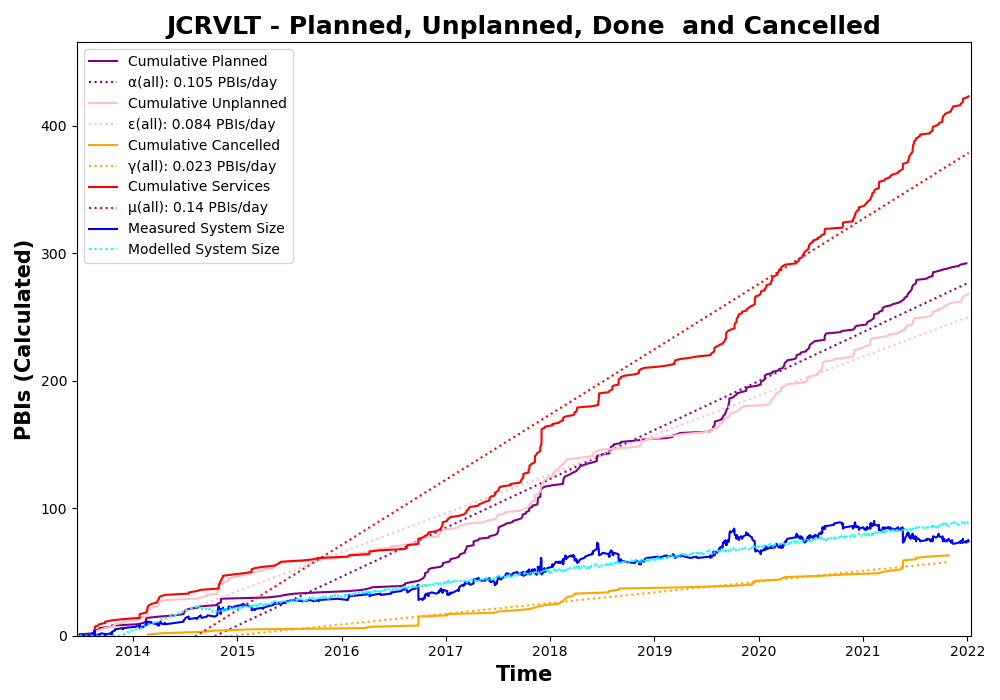 JCRVLT - Planned, Unplanned, Done  and Cancelled
Cumulative Planned
α(all): 0.105 PBIs/day
Cumulative Unplanned
ε(all): 0.084 PBIs/day
Cumulative Cancelled
γ(all): 0.023 PBIs/day
Cumulative Services
μ(all): 0.14 PBIs/day
Measured System Size
Modelled System Size
PBIs (Calculated)
400
300
200
100
0
2014 2015 2016 2017 2018 2019 2020 2021 2022
Time